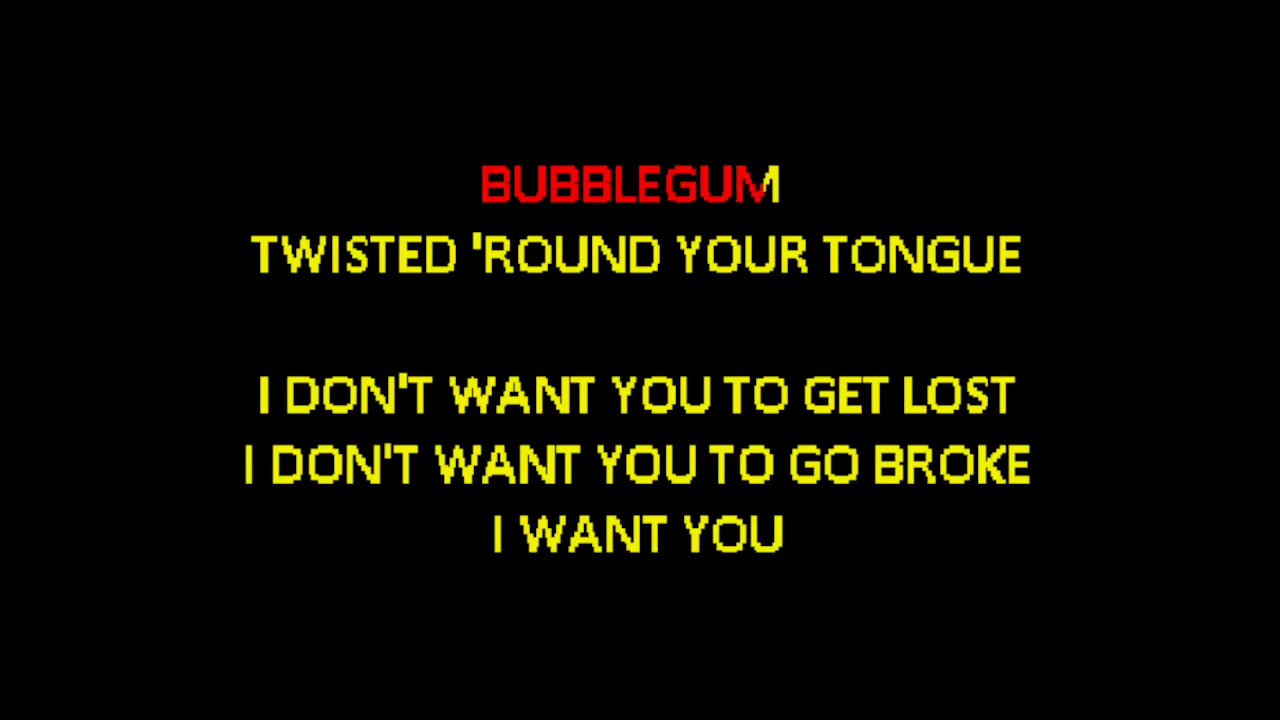 BUBBLEGUM
TWISTED 'ROUND YOUR TONGUE
I DON'T WANT YOU TO GET LOST
I DON'T WANT YOU TO GO BROKE
I WANT YOU